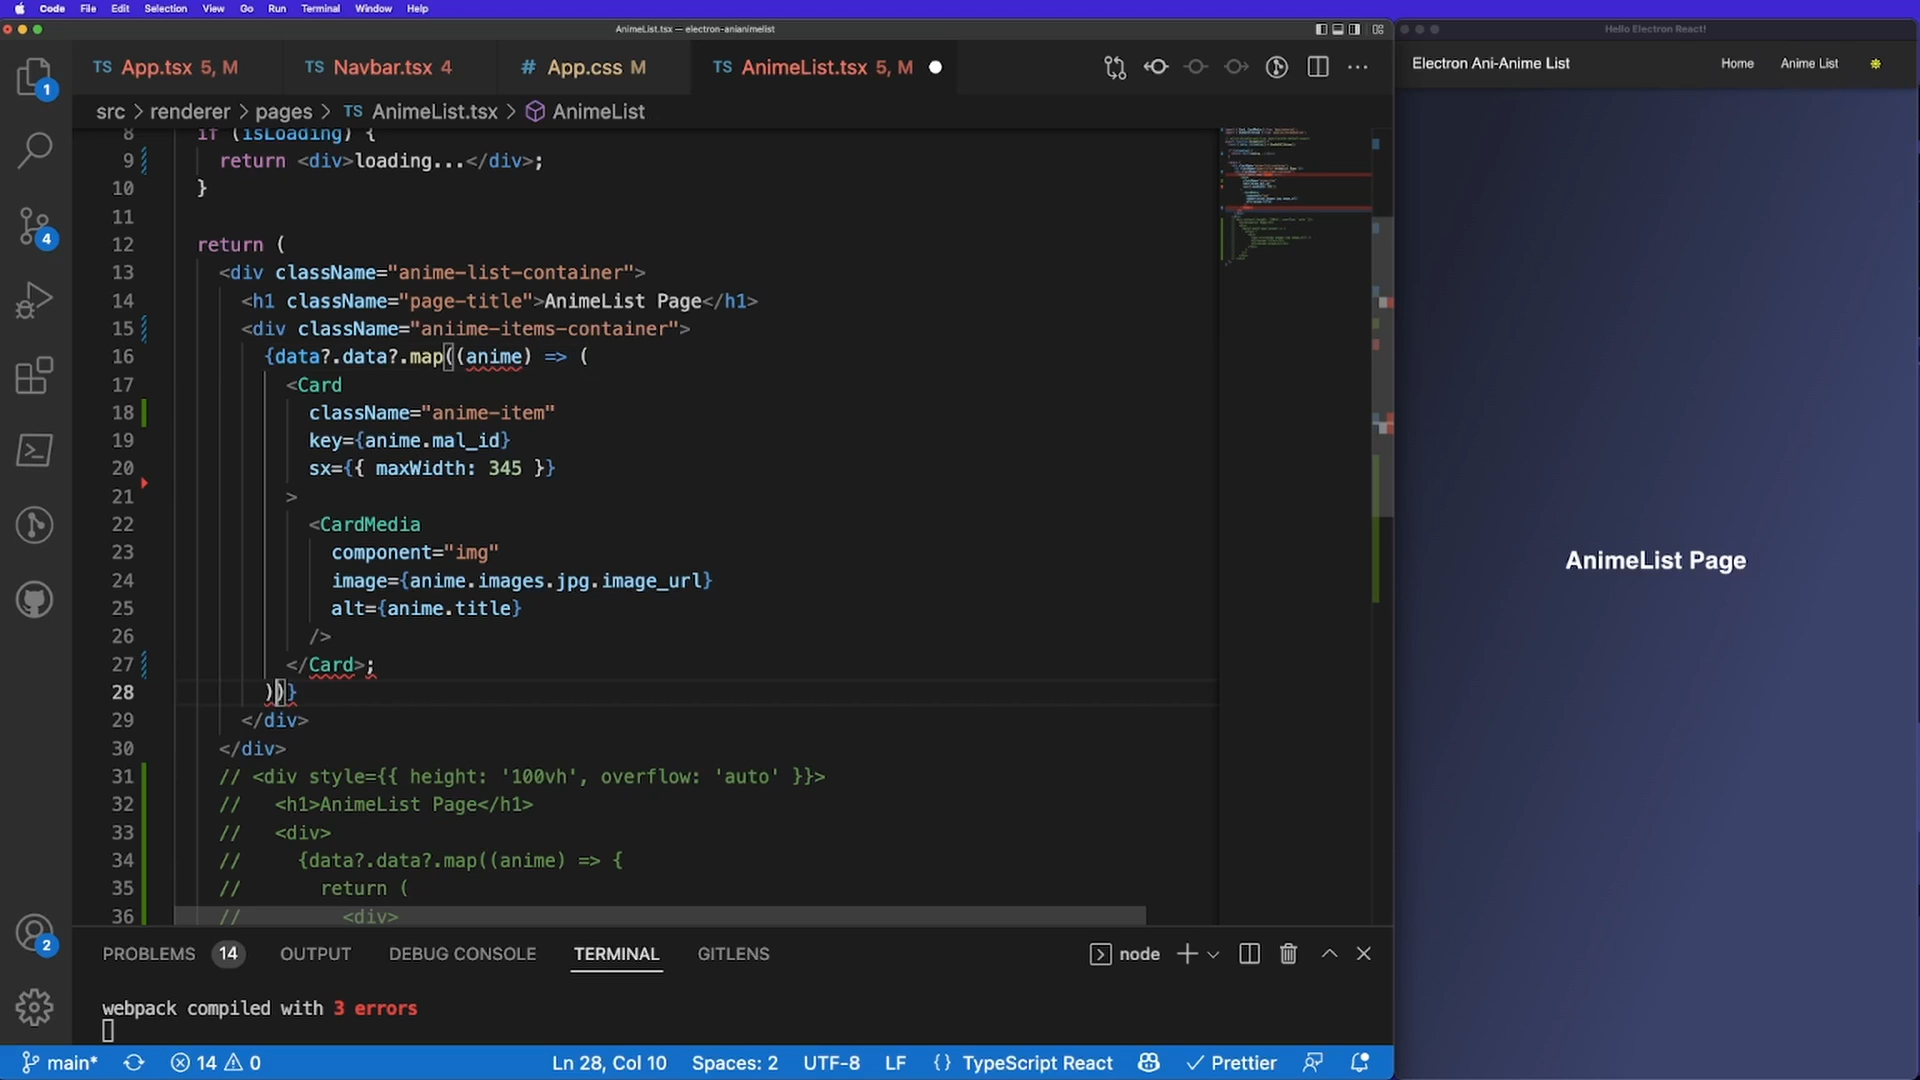 Code File Edit Selection View Go Run Terminal Window Help
AnimeList.tsx — electron-anianimelist
Hello Electron React!
TS App.tsx 5, M
TS Navbar.tsx 4
# App.css M
TS AnimeList.tsx 5, M
Electron Ani-Anime List
Home
Anime List
src > renderer > pages > TS AnimeList.tsx > AnimeList
8 if (isLoading) {
9 return <div>loading...</div>;
10 }
11
12 return (
13 <div className="anime-list-container">
14 <h1 className="page-title">AnimeList Page</h1>
15 <div className="aniime-items-container">
16 {data?.data?.map((anime) => (
17 <Card
18 className="anime-item"
19 key={anime.mal_id}
20 sx={{ maxWidth: 345 }}
21 >
22 <CardMedia
23 component="img"
24 image={anime.images.jpg.image_url}
25 alt={anime.title}
26 />
27 </Card>;
28 ))}
29 </div>
30 </div>
31 // <div style={{ height: '100vh', overflow: 'auto' }}>
32 // <h1>AnimeList Page</h1>
33 // <div>
34 // {data?.data?.map((anime) => {
35 // return (
36 // <div>
AnimeList Page
1
4
2
PROBLEMS 14 OUTPUT DEBUG CONSOLE TERMINAL GITLENS
node
webpack compiled with 3 errors
main* 14 0
Ln 28, Col 10 Spaces: 2 UTF-8 LF {} TypeScript React Prettier